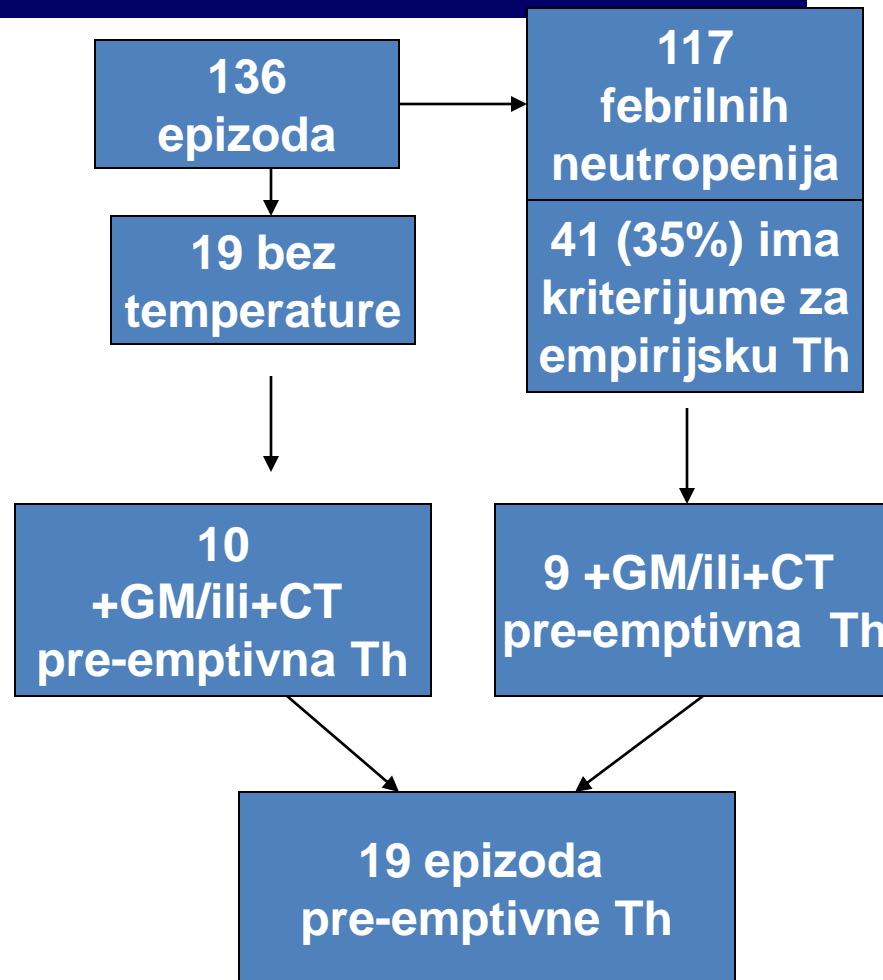 136
epizoda
117
febrilnih
neutropenija
41 (35%) ima
kriterijume za
empirijsku Th
19 bez
temperature
10
+GM/ili+CT
pre-emptivna Th
9 +GM/ili+CT
pre-emptivna Th
19 epizoda
pre-emptivne Th